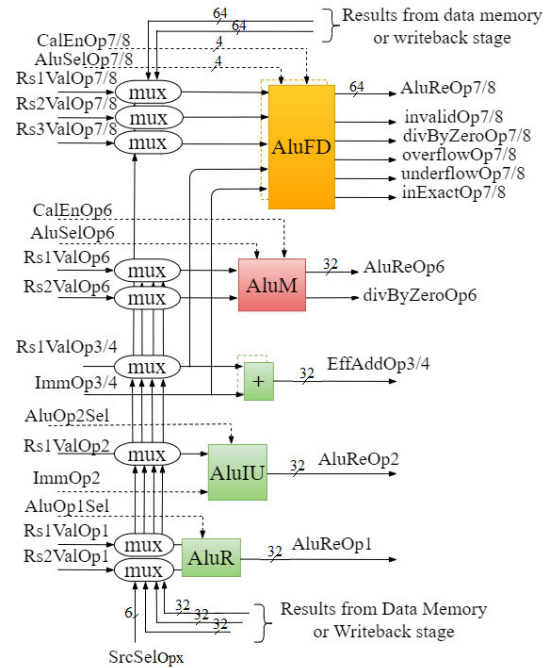 64
64
Results from data memory
or writeback stage
CalEnOp7/8
4
AluSelOp7/8
4
Rs1ValOp7/8
mux
64
AluReOp7/8
Rs2ValOp7/8
mux
invalidOp7/8
Rs3ValOp7/8
mux
AluFD
divByZeroOp7/8
overflowOp7/8
underflowOp7/8
inExactOp7/8
CalEnOp6
AluSelOp6
Rs1ValOp6
mux
32
AluReOp6
Rs2ValOp6
mux
AluM
divByZeroOp6
Rs1ValOp3/4
mux
EffAddOp3/4
ImmOp3/4
+
32
AluOp2Sel
Rs1ValOp2
mux
AluIU
32
AluReOp2
ImmOp2
AluOp1Sel
Rs1ValOp1
mux
AluReOp1
Rs2ValOp1
mux
AluR
32
6
32
32
32
Results from Data Memory
or Writeback stage
SrcSelOpx